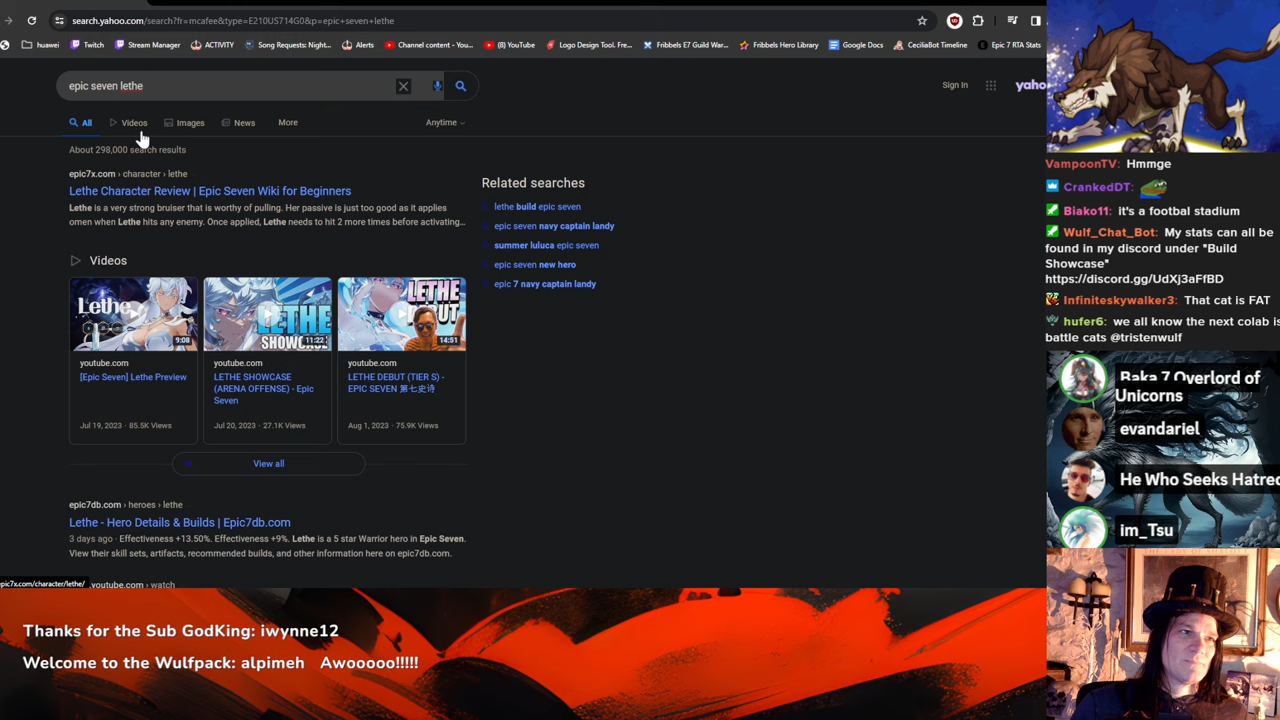 search.yahoo.com/search?fr=mcafee&type=E210US714G0&p=epic+seven+lethe
huawei
Twitch
Stream Manager
ACTIVITY
Song Requests: Night...
Alerts
Channel content - You...
(8) YouTube
Logo Design Tool. Fre...
Fribbels E7 Guild War...
Fribbels Hero Library
Google Docs
CeciliaBot Timeline
Epic 7 RTA Stats
epic seven lethe
Sign In
yaho
All
Videos
Images
News
More
Anytime
About 298,000 search results
epic7x.com › character › lethe
Lethe Character Review | Epic Seven Wiki for Beginners
Lethe is a very strong bruiser that is worthy of pulling. Her passive is just too good as it applies
omen when Lethe hits any enemy. Once applied, Lethe needs to hit 2 more times before activating...
Videos
Lethe
9:08
youtube.com
[Epic Seven] Lethe Preview
Jul 19, 2023 · 85.5K Views
LETHE
SHOWCASE
11:22
youtube.com
LETHE SHOWCASE
(ARENA OFFENSE) - Epic
Seven
Jul 20, 2023 · 27.1K Views
LETHE
DEBUT
14:51
youtube.com
LETHE DEBUT (TIER S) -
EPIC SEVEN 第七史诗
Aug 1, 2023 · 75.9K Views
View all
epic7db.com › heroes › lethe
Lethe - Hero Details & Builds | Epic7db.com
3 days ago · Effectiveness +13.50%. Effectiveness +9%. Lethe is a 5 star Warrior hero in Epic Seven.
View their skill sets, artifacts, recommended builds, and other information here on epic7db.com.
epic7x.com/character/lethe/
.youtube.com › watch
Related searches
lethe build epic seven
epic seven navy captain landy
summer luluca epic seven
epic seven new hero
epic 7 navy captain landy
VampoonTV: Hmmge
CrankedDT:
Biako11: it's a footbal stadium
Wulf_Chat_Bot: My stats can all be
found in my discord under "Build
Showcase"
https://discord.gg/UdXj3aFfBD
Infiniteskywalker3: That cat is FAT
hufer6: we all know the next colab is
battle cats @tristenwulf
Baka 7 Overlord of
Unicorns
evandariel
He Who Seeks Hatred
im_Tsu
Thanks for the Sub GodKing: iwynne12
Welcome to the Wulfpack: alpimeh Awooooo!!!!!